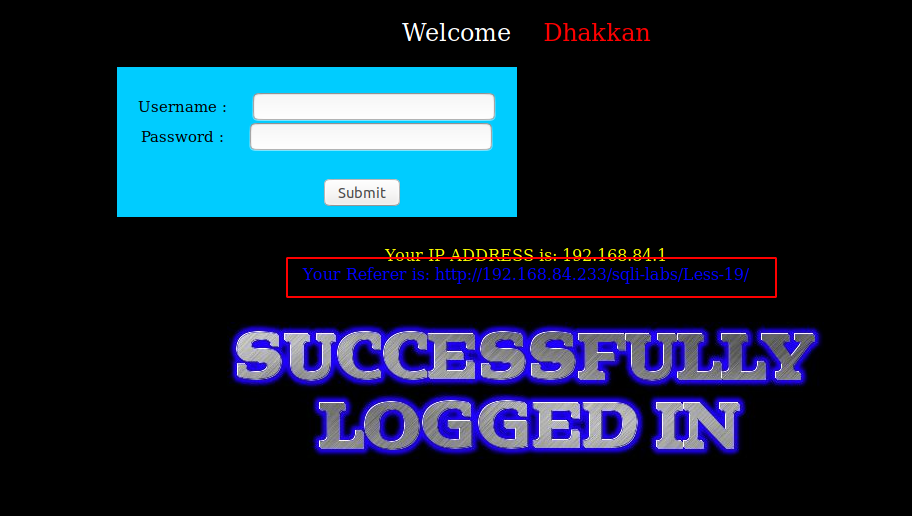 Welcome Dhakkan
Username :
Password :
Submit
Your IP ADDRESS is: 192.168.84.1
Your Referer is: http://192.168.84.233/sqli-labs/Less-19/
SUCCESSFULLY
LOGGED IN